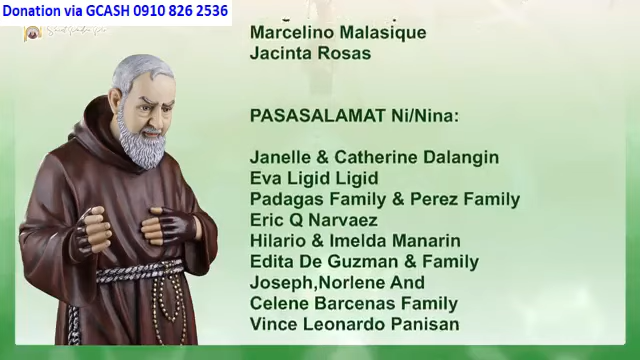 Donation via GCASH 0910 826 2536
Marcelino Malasique
Jacinta Rosas
PASASALAMAT Ni/Nina:
Janelle & Catherine Dalangin
Eva Ligid Ligid
Padagas Family & Perez Family
Eric Q Narvaez
Hilario & Imelda Manarin
Edita De Guzman & Family
Joseph,Norlene And
Celene Barcenas Family
Vince Leonardo Panisan